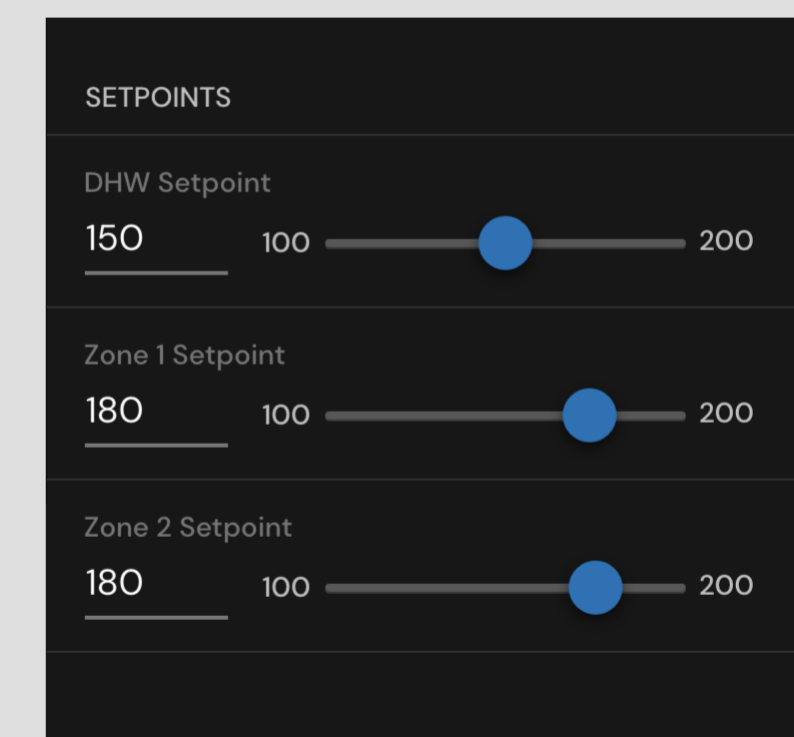 SETPOINTS
DHW Setpoint
150 100 200
Zone 1 Setpoint
180 100 200
Zone 2 Setpoint
180 100 200